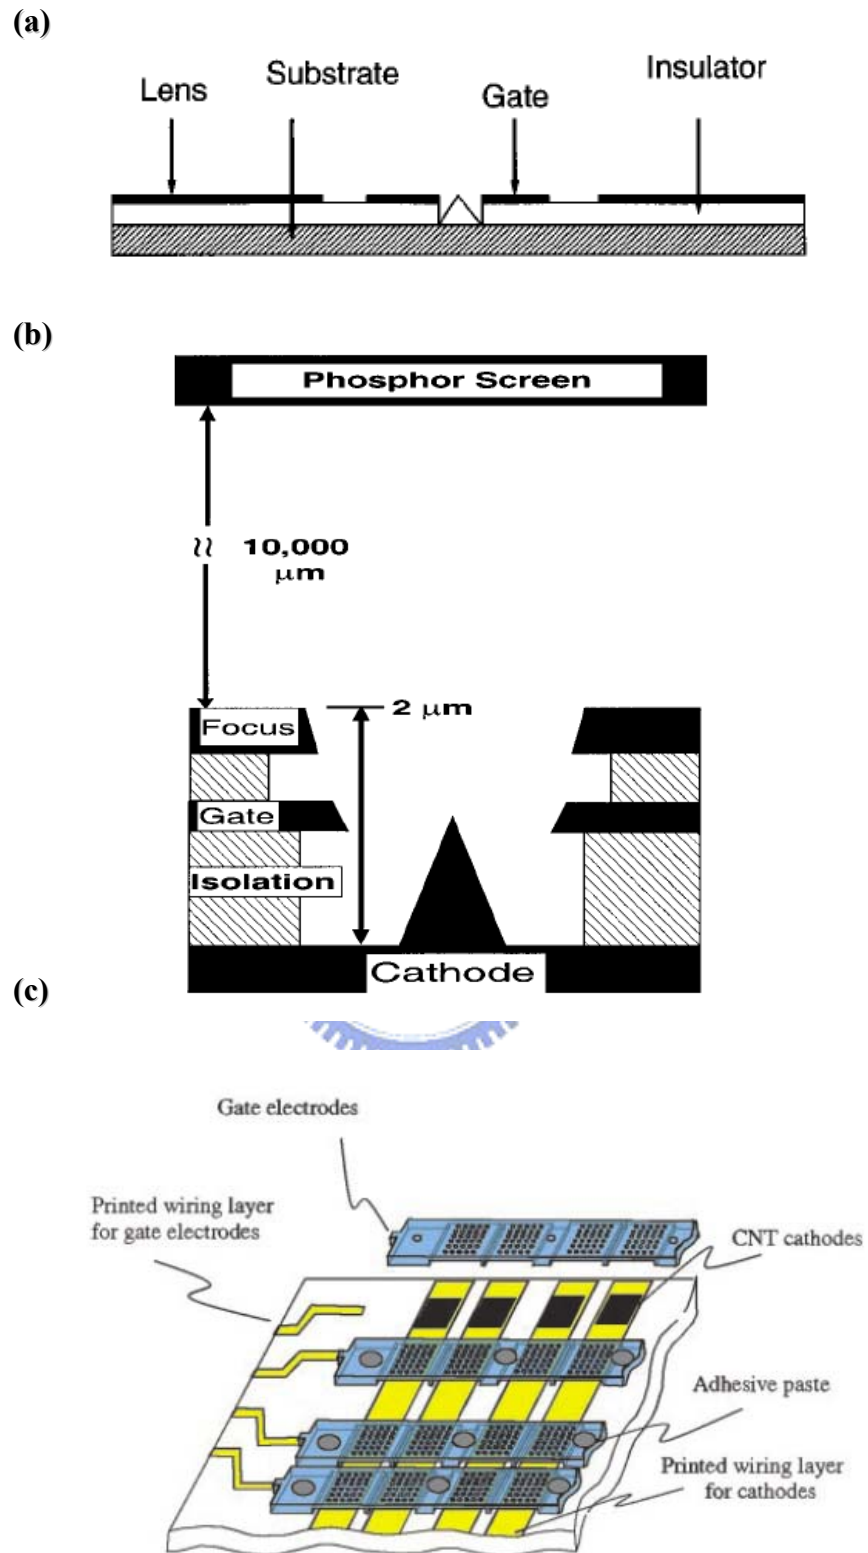 (a)
Lens
Substrate
Gate
Insulator
(b)
Phosphor Screen
10,000
μm
2 μm
Focus
Gate
Isolation
Cathode
(c)
Gate electrodes
Printed wiring layer
for gate electrodes
CNT cathodes
Adhesive paste
Printed wiring layer
for cathodes